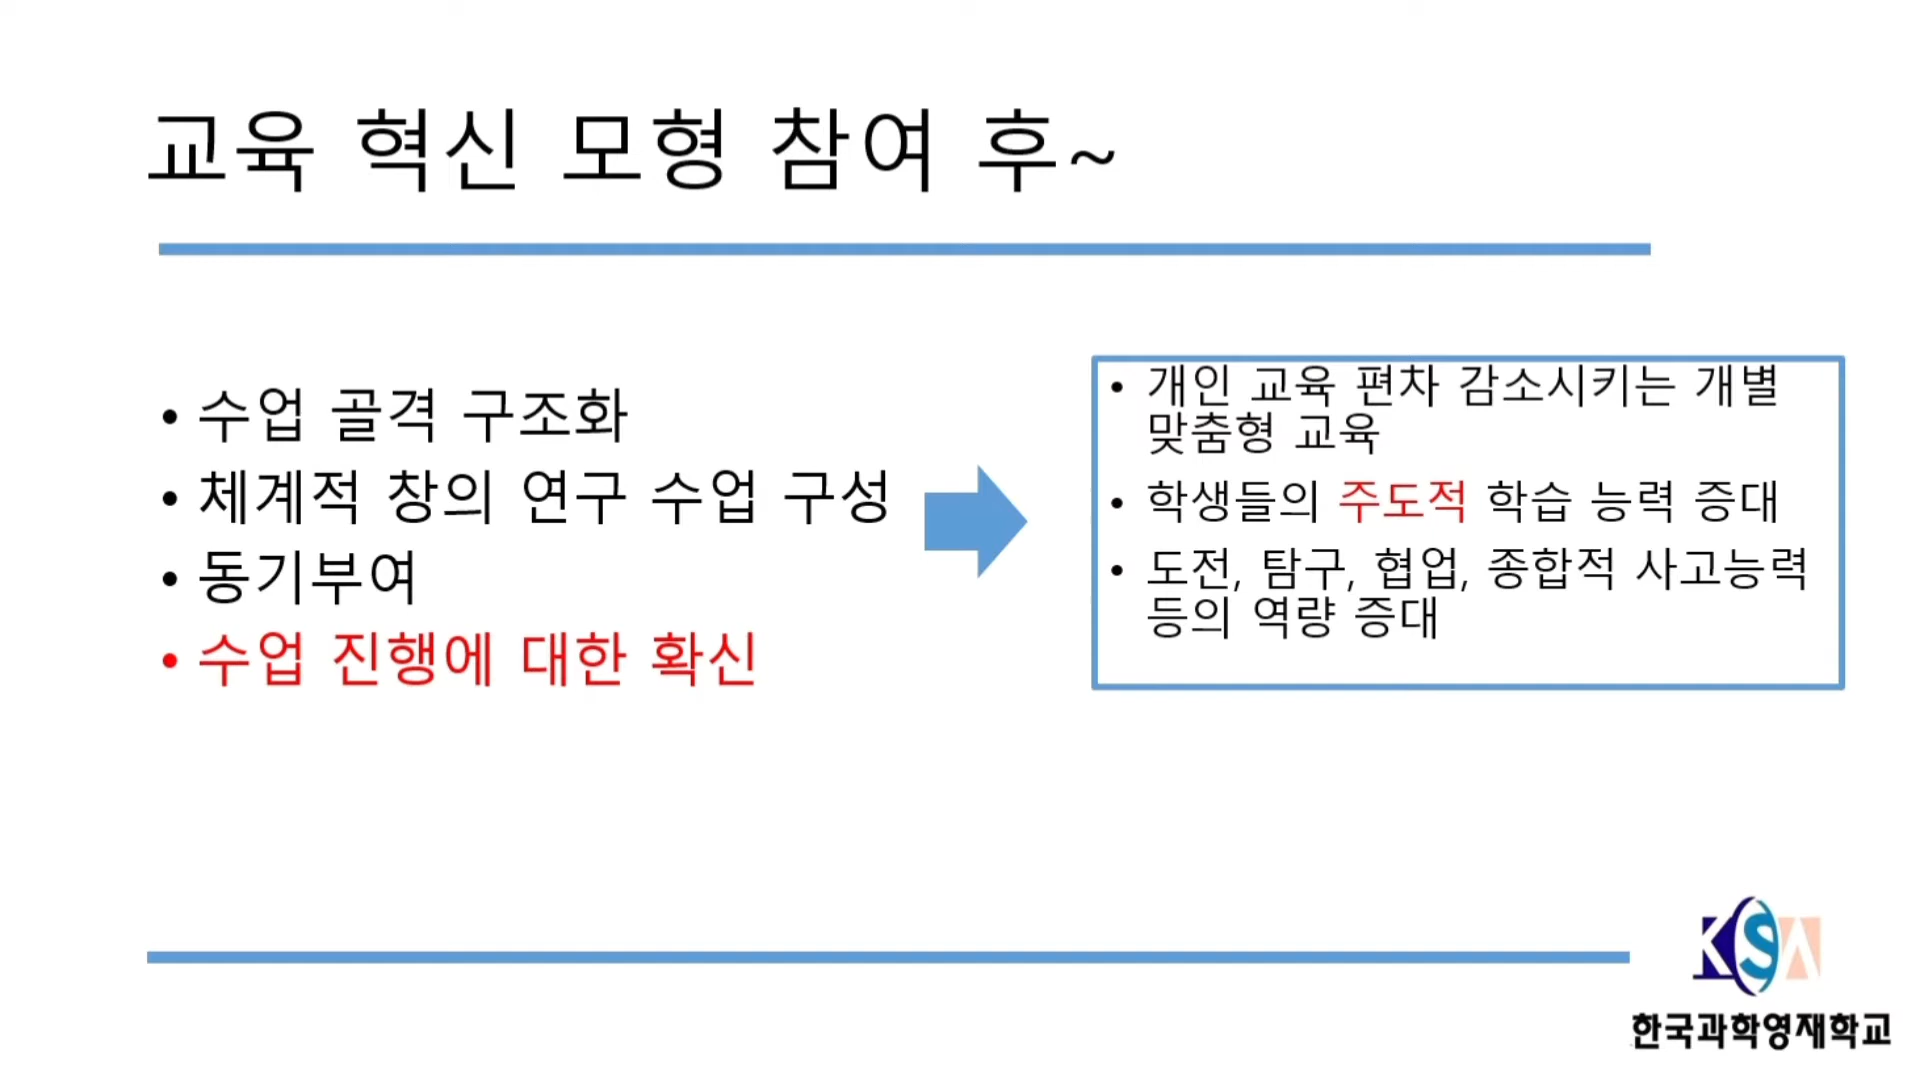 교육 혁신 모형 참여 후~
• 수업 골격 구조화
• 체계적 창의 연구 수업 구성
• 동기부여
• 수업 진행에 대한 확신
• 개인 교육 편차 감소시키는 개별
맞춤형 교육
• 학생들의 주도적 학습 능력 증대
• 도전, 탐구, 협업, 종합적 사고능력
등의 역량 증대
KSA
한국과학영재학교